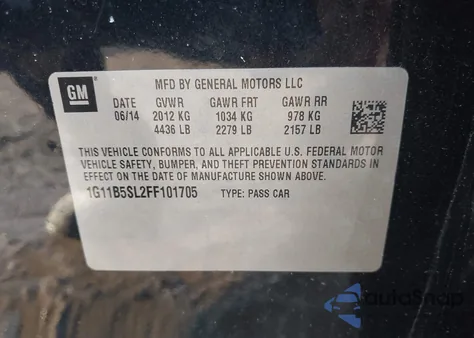 GM
MFD BY GENERAL MOTORS LLC
DATE GVWR GAWR FRT GAWR RR
06/14 2012 KG 1034 KG 978 KG
4436 LB 2279 LB 2157 LB
THIS VEHICLE CONFORMS TO ALL APPLICABLE U.S. FEDERAL MOTOR
VEHICLE SAFETY, BUMPER, AND THEFT PREVENTION STANDARDS IN
EFFECT ON THE DATE OF MANUFACTURE SHOWN ABOVE.
1G11B5SL2FF101705 TYPE: PASS CAR
AutoSnap